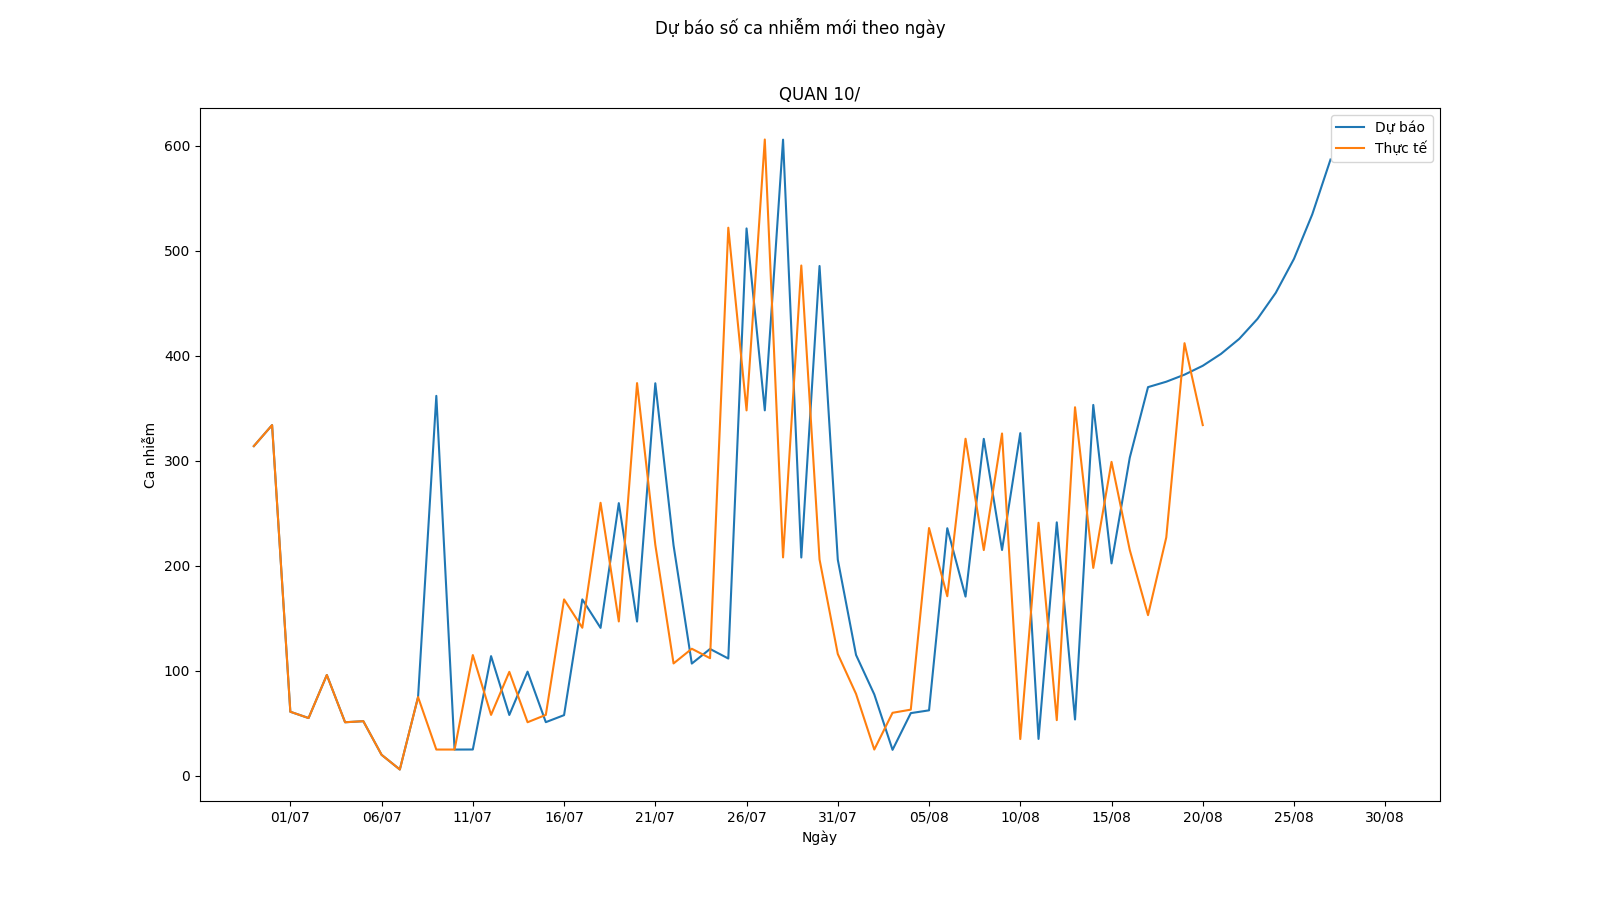 Dự báo số ca nhiễm mới theo ngày
QUAN 10/
Dự báo
Thực tế
600
500
400
300
200
100
0
Ca nhiễm
01/07 06/07 11/07 16/07 21/07 26/07 31/07 05/08 10/08 15/08 20/08 25/08 30/08
Ngày